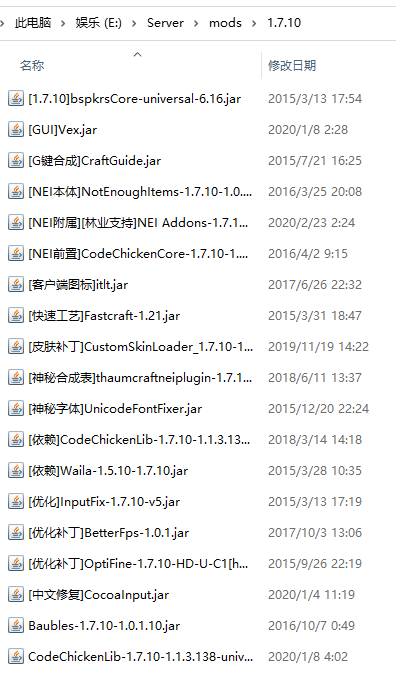 此电脑 > 娱乐 (E:) > Server > mods > 1.7.10
名称 修改日期
[1.7.10]bspkrsCore-universal-6.16.jar 2015/3/13 17:54
[GUI]Vex.jar 2020/1/8 2:28
[G键合成]CraftGuide.jar 2015/7/21 16:25
[NEI本体]NotEnoughItems-1.7.10-1.0.... 2016/3/25 20:08
[NEI附属][林业支持]NEI Addons-1.7.1... 2020/2/23 2:24
[NEI前置]CodeChickenCore-1.7.10-1.... 2016/4/2 9:15
[客户端图标]itlt.jar 2017/6/26 22:32
[快速工艺]Fastcraft-1.21.jar 2015/3/31 18:47
[皮肤补丁]CustomSkinLoader_1.7.10-1... 2019/11/19 14:22
[神秘合成表]thaumcraftneiplugin-1.7.1... 2018/6/11 13:37
[神秘字体]UnicodeFontFixer.jar 2015/12/20 22:24
[依赖]CodeChickenLib-1.7.10-1.1.3.13... 2018/3/14 14:18
[依赖]Waila-1.5.10-1.7.10.jar 2015/3/28 10:35
[优化]InputFix-1.7.10-v5.jar 2015/3/13 17:19
[优化补丁]BetterFps-1.0.1.jar 2017/10/3 13:06
[优化补丁]OptiFine-1.7.10-HD-U-C1[h... 2015/9/26 22:19
[中文修复]CocoaInput.jar 2020/1/4 11:19
Baubles-1.7.10-1.0.1.10.jar 2016/10/7 0:49
CodeChickenLib-1.7.10-1.1.3.138-univ... 2020/1/8 4:02